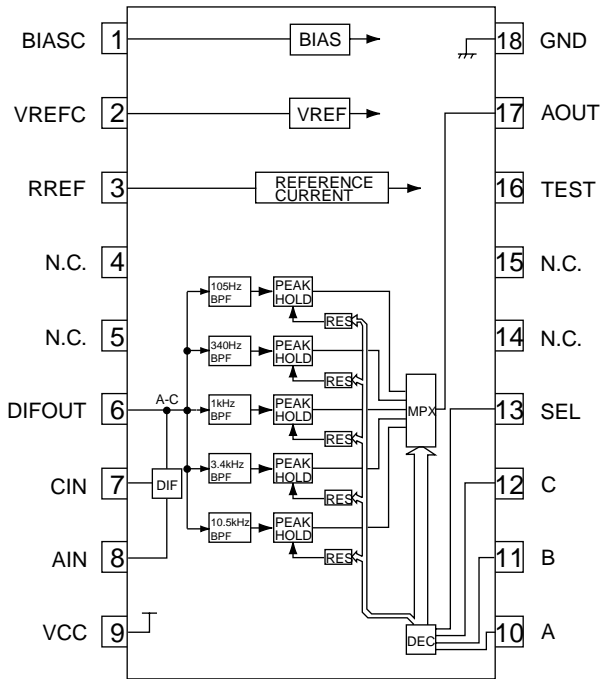 BIASC 1 BIAS 18 GND
VREFC 2 VREF 17 AOUT
RREF 3 REFERENCE CURRENT 16 TEST
N.C. 4 15 N.C.
105Hz BPF PEAK HOLD
RES
N.C. 5 14 N.C.
340Hz BPF PEAK HOLD
RES
DIFOUT 6 A-C 1kHz BPF PEAK HOLD MPX 13 SEL
RES
CIN 7 DIF 3.4kHz BPF PEAK HOLD 12 C
RES
AIN 8 10.5kHz BPF PEAK HOLD 11 B
RES
VCC 9 DEC 10 A